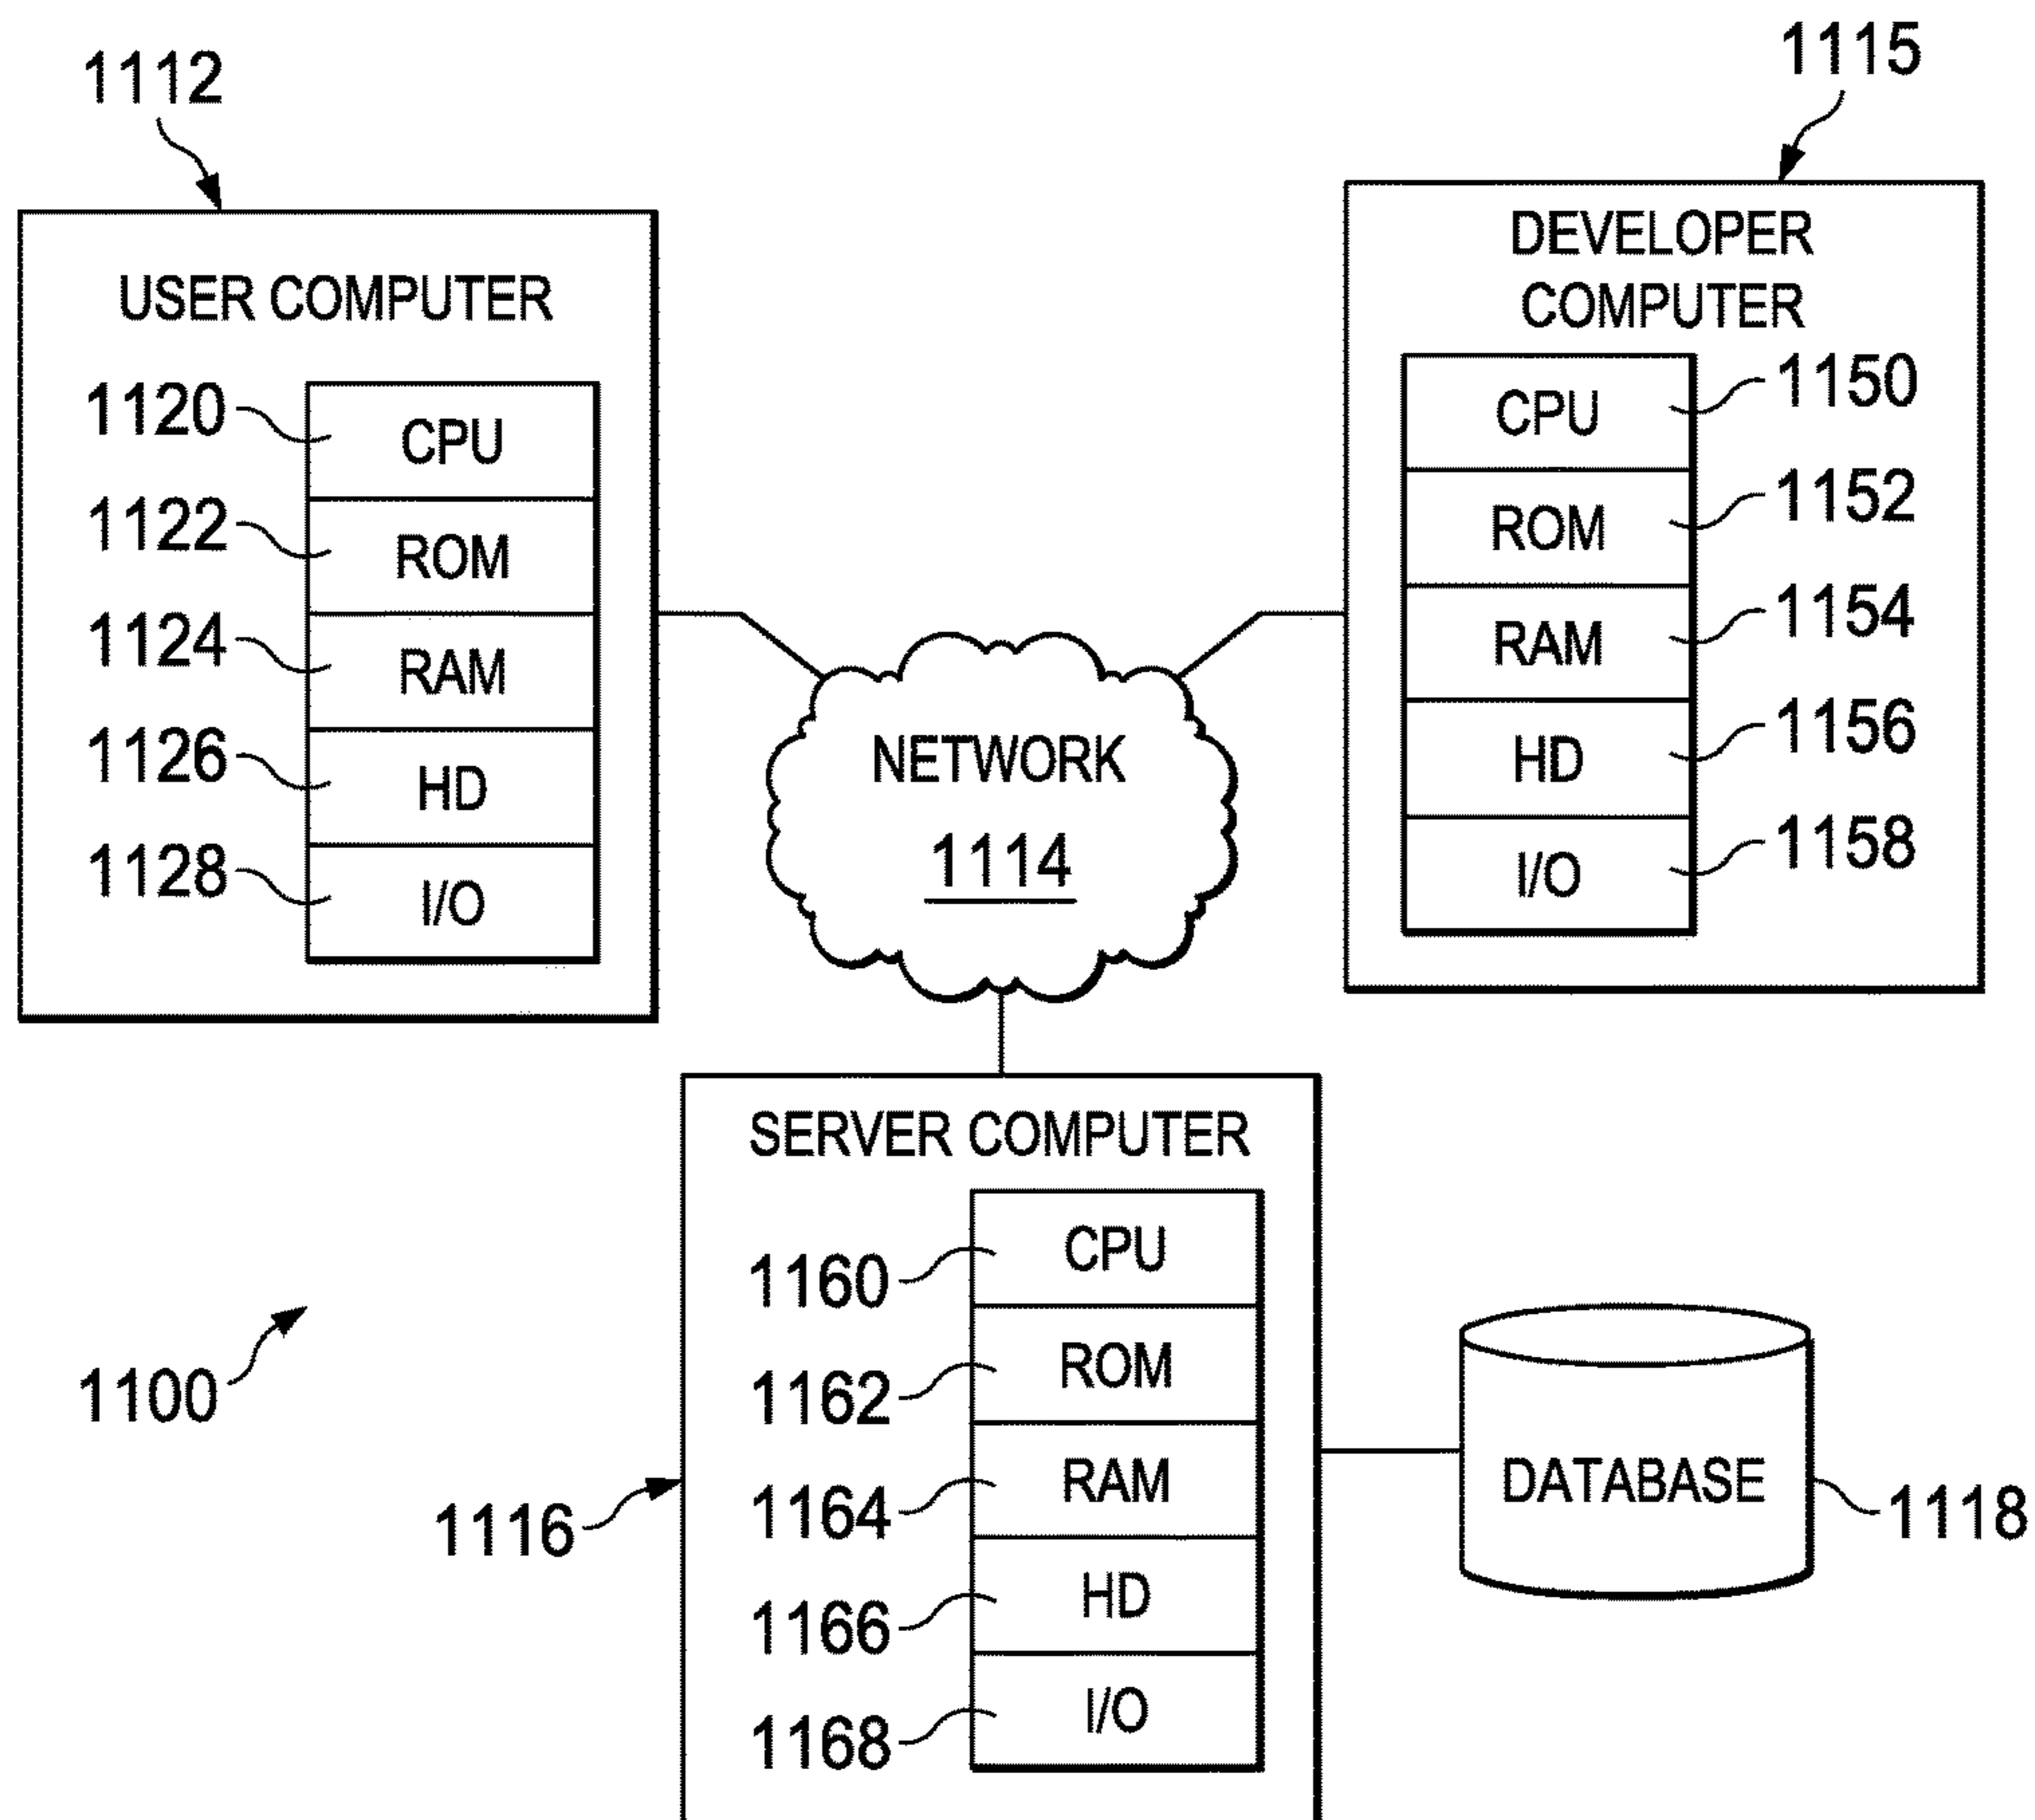 1112
1115
USER COMPUTER
1120
CPU
1122
ROM
1124
RAM
1126
HD
1128
I/O
DEVELOPER
COMPUTER
CPU
1150
ROM
1152
RAM
1154
HD
1156
I/O
1158
NETWORK
1114
SERVER COMPUTER
1160
CPU
1162
ROM
1164
RAM
1166
HD
1168
I/O
1100
1116
DATABASE
1118